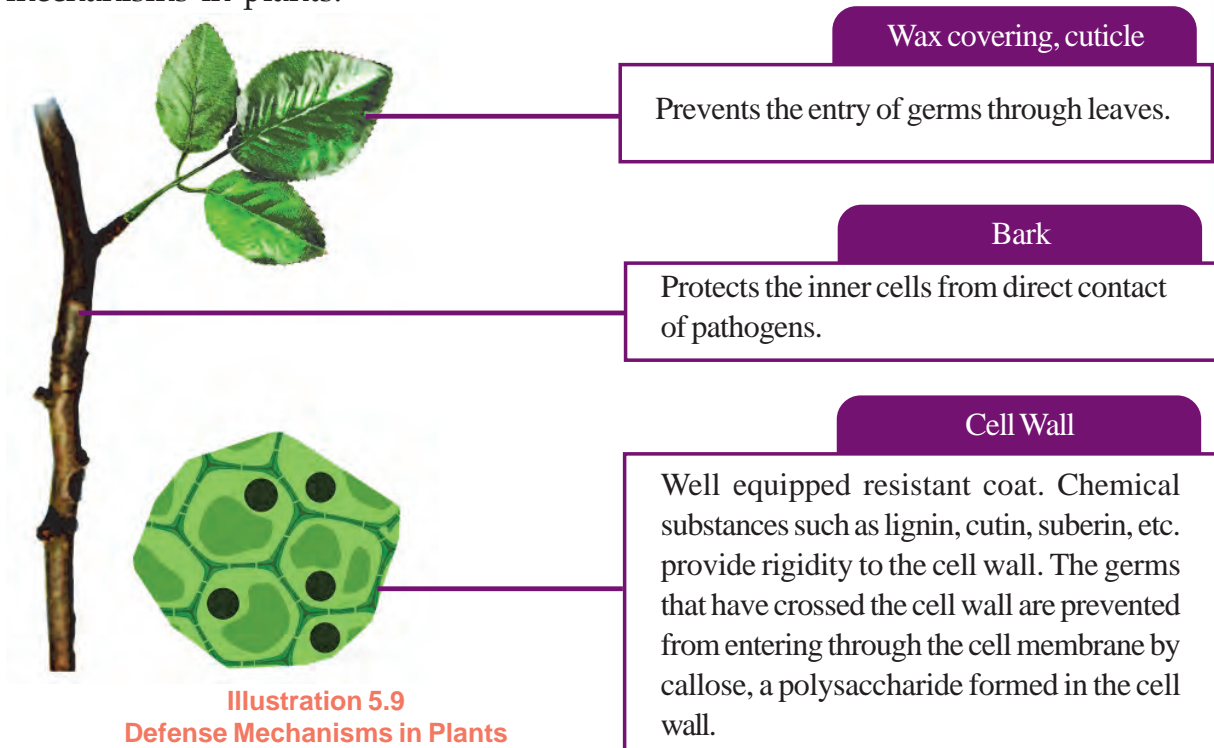 mechanisms in plants.
Wax covering, cuticle
Prevents the entry of germs through leaves.
Bark
Protects the inner cells from direct contact
of pathogens.
Cell Wall
Well equipped resistant coat. Chemical
substances such as lignin, cutin, suberin, etc.
provide rigidity to the cell wall. The germs
that have crossed the cell wall are prevented
from entering through the cell membrane by
callose, a polysaccharide formed in the cell
wall.
Illustration 5.9
Defense Mechanisms in Plants